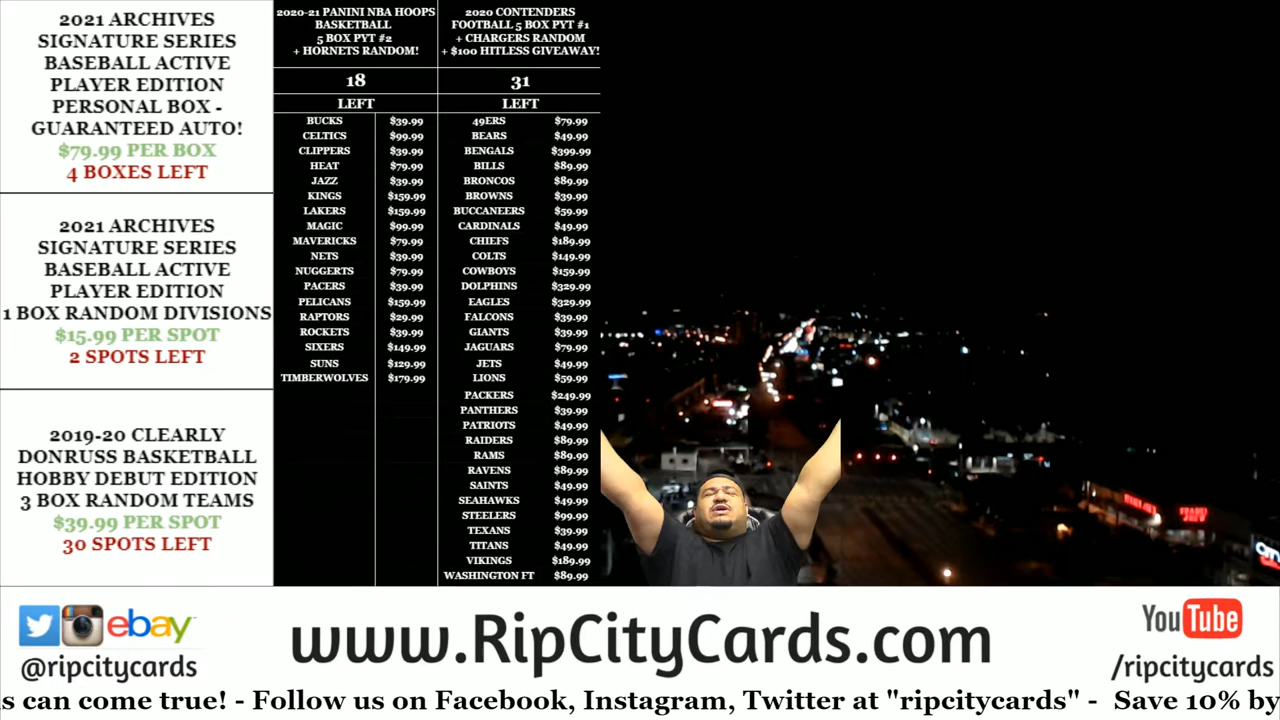 2021 ARCHIVES
SIGNATURE SERIES
BASEBALL ACTIVE
PLAYER EDITION
PERSONAL BOX -
GUARANTEED AUTO!
$79.99 PER BOX
4 BOXES LEFT
2021 ARCHIVES
SIGNATURE SERIES
BASEBALL ACTIVE
PLAYER EDITION
1 BOX RANDOM DIVISIONS
$15.99 PER SPOT
2 SPOTS LEFT
2019-20 CLEARLY
DONRUSS BASKETBALL
HOBBY DEBUT EDITION
3 BOX RANDOM TEAMS
$39.99 PER SPOT
30 SPOTS LEFT
2020-21 PANINI NBA HOOPS
BASKETBALL
5 BOX PYT #2
+ HORNETS RANDOM!
18
LEFT
BUCKS $39.99
CELTICS $99.99
CLIPPERS $39.99
HEAT $79.99
JAZZ $39.99
KINGS $159.99
LAKERS $159.99
MAGIC $99.99
MAVERICKS $79.99
NETS $39.99
NUGGERTS $79.99
PACERS $39.99
PELICANS $159.99
RAPTORS $29.99
ROCKETS $39.99
SIXERS $149.99
SUNS $129.99
TIMBERWOLVES $179.99
2020 CONTENDERS
FOOTBALL 5 BOX PYT #1
+ CHARGERS RANDOM
+ $100 HITLESS GIVEAWAY!
31
LEFT
49ERS $79.99
BEARS $49.99
BENGALS $399.99
BILLS $89.99
BRONCOS $89.99
BROWNS $39.99
BUCCANEERS $59.99
CARDINALS $49.99
CHIEFS $189.99
COLTS $149.99
COWBOYS $159.99
DOLPHINS $329.99
EAGLES $329.99
FALCONS $39.99
GIANTS $39.99
JAGUARS $79.99
JETS $49.99
LIONS $59.99
PACKERS $249.99
PANTHERS $39.99
PATRIOTS $49.99
RAIDERS $89.99
RAMS $89.99
RAVENS $89.99
SAINTS $49.99
SEAHAWKS $49.99
STEELERS $99.99
TEXANS $39.99
TITANS $49.99
VIKINGS $189.99
WASHINGTON FT $89.99
ebay
@ripcitycards
www.RipCityCards.com
YouTube
/ripcitycards
s can come true! - Follow us on Facebook, Instagram, Twitter at "ripcitycards" - Save 10% by